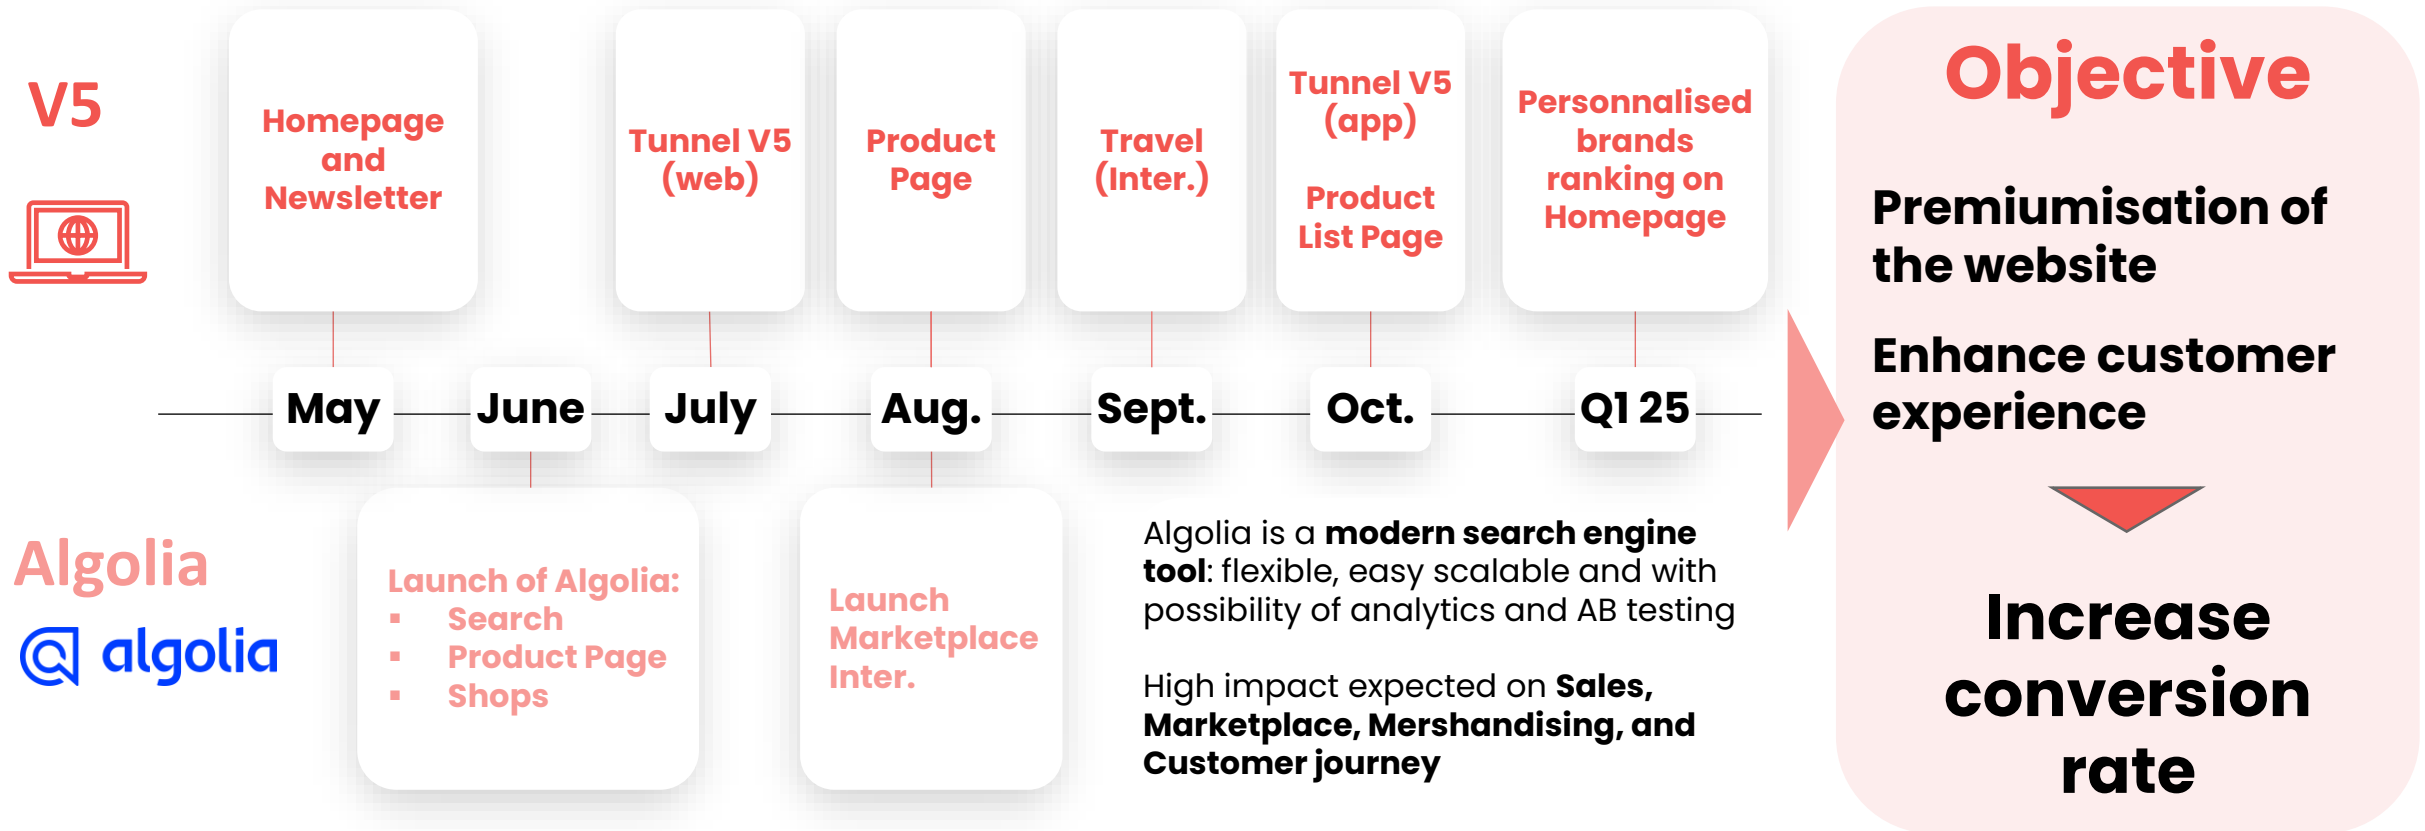 V5
Homepage
and
Newsletter
Tunnel V5
(web)
Product
Page
Travel
(Inter.)
Tunnel V5
(app)
Product
List Page
Personnalised
brands
ranking on
Homepage
May
June
July
Aug.
Sept.
Oct.
Q1 25
Algolia
algolia
Launch of Algolia:
▪ Search
▪ Product Page
▪ Shops
Launch
Marketplace
Inter.
Algolia is a modern search engine
tool: flexible, easy scalable and with
possibility of analytics and AB testing
High impact expected on Sales,
Marketplace, Mershandising, and
Customer journey
Objective
Premiumisation of
the website
Enhance customer
experience
Increase
conversion
rate